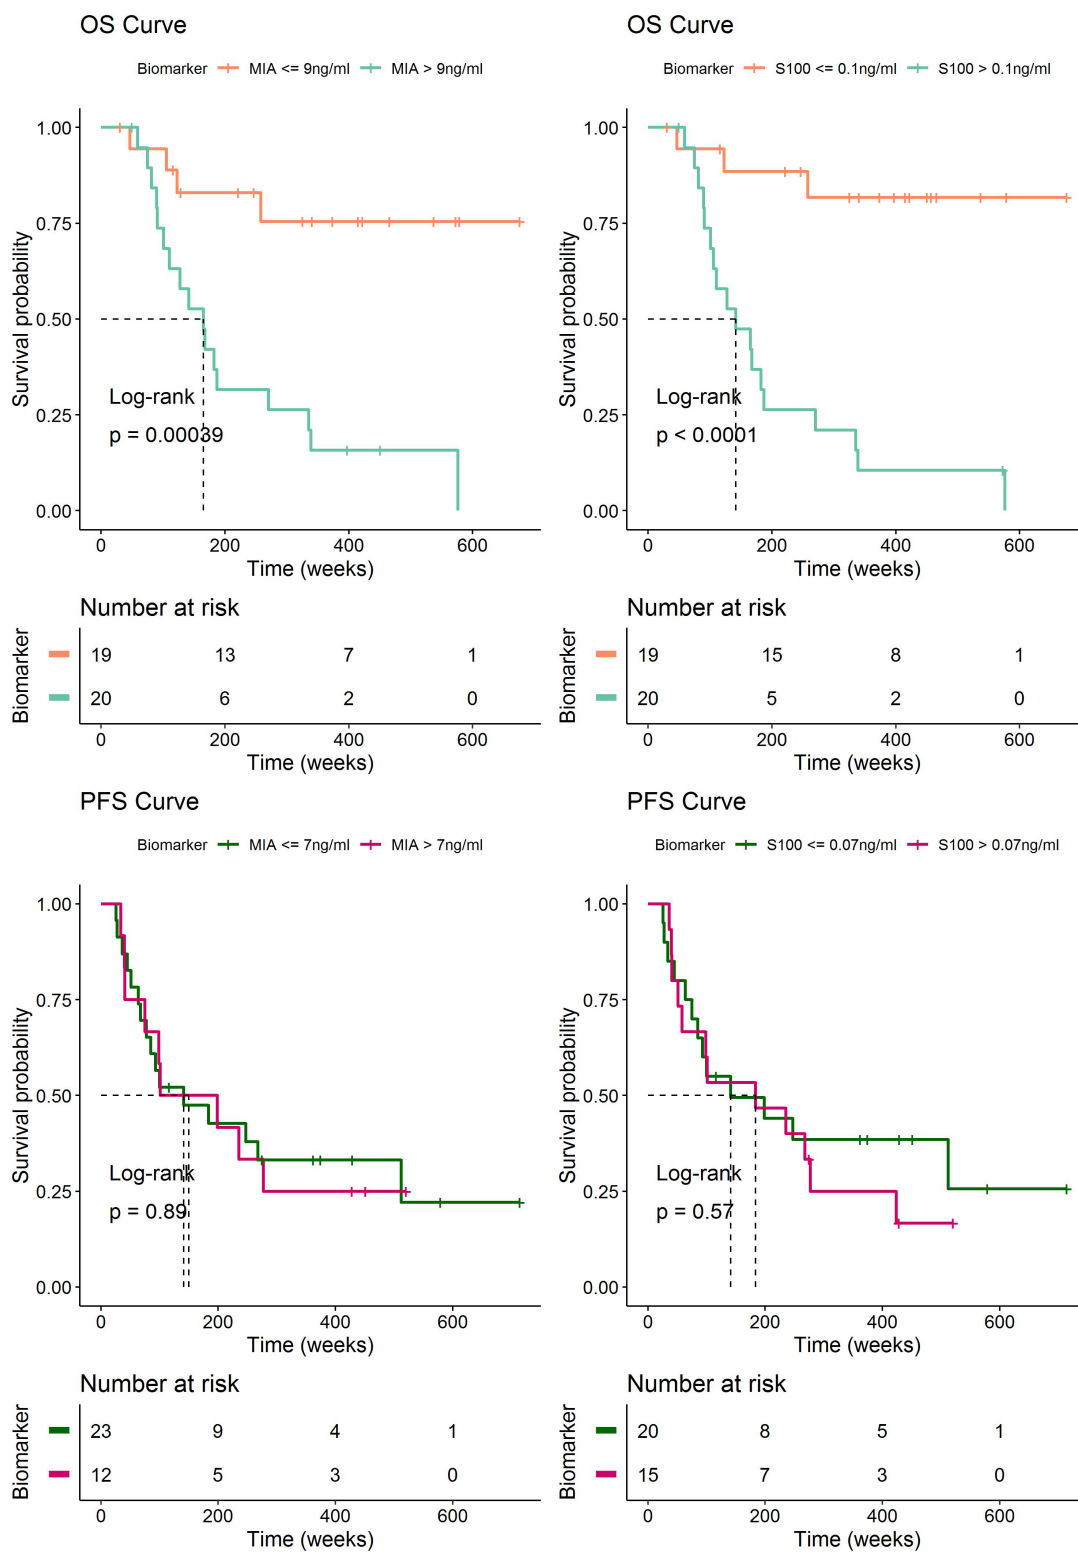 OS Curve
Biomarker MIA <= 9ng/ml MIA > 9ng/ml
1.00
0.75
0.50
0.25
0.00
Survival probability
Log-rank
p = 0.00039
0 200 400 600
Time (weeks)
Number at risk
Biomarker
19 13 7 1
20 6 2 0
0 200 400 600
Time (weeks)
OS Curve
Biomarker S100 <= 0.1ng/ml S100 > 0.1ng/ml
1.00
0.75
0.50
0.25
0.00
Survival probability
Log-rank
p < 0.0001
0 200 400 600
Time (weeks)
Number at risk
Biomarker
19 15 8 1
20 5 2 0
0 200 400 600
Time (weeks)
PFS Curve
Biomarker MIA <= 7ng/ml MIA > 7ng/ml
1.00
0.75
0.50
0.25
0.00
Survival probability
Log-rank
p = 0.89
0 200 400 600
Time (weeks)
Number at risk
Biomarker
23 9 4 1
12 5 3 0
0 200 400 600
Time (weeks)
PFS Curve
Biomarker S100 <= 0.07ng/ml S100 > 0.07ng/ml
1.00
0.75
0.50
0.25
0.00
Survival probability
Log-rank
p = 0.57
0 200 400 600
Time (weeks)
Number at risk
Biomarker
20 8 5 1
15 7 3 0
0 200 400 600
Time (weeks)